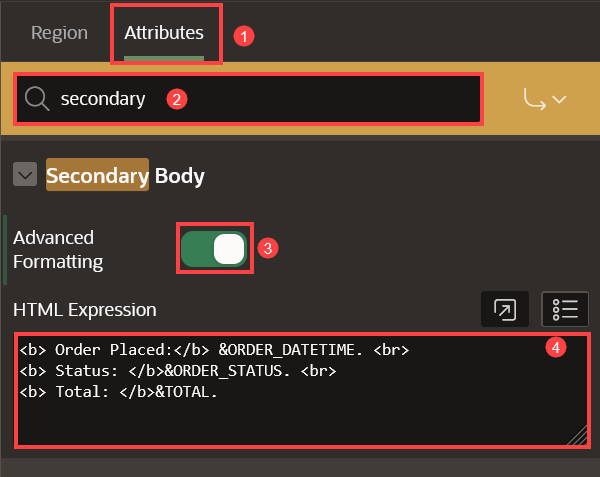 Region Attributes 1
secondary 2
Secondary Body
Advanced
Formatting
3
HTML Expression
<b> Order Placed:</b> &ORDER_DATETIME. <br>
<b> Status: </b>&ORDER_STATUS. <br>
<b> Total: </b>&TOTAL.
4